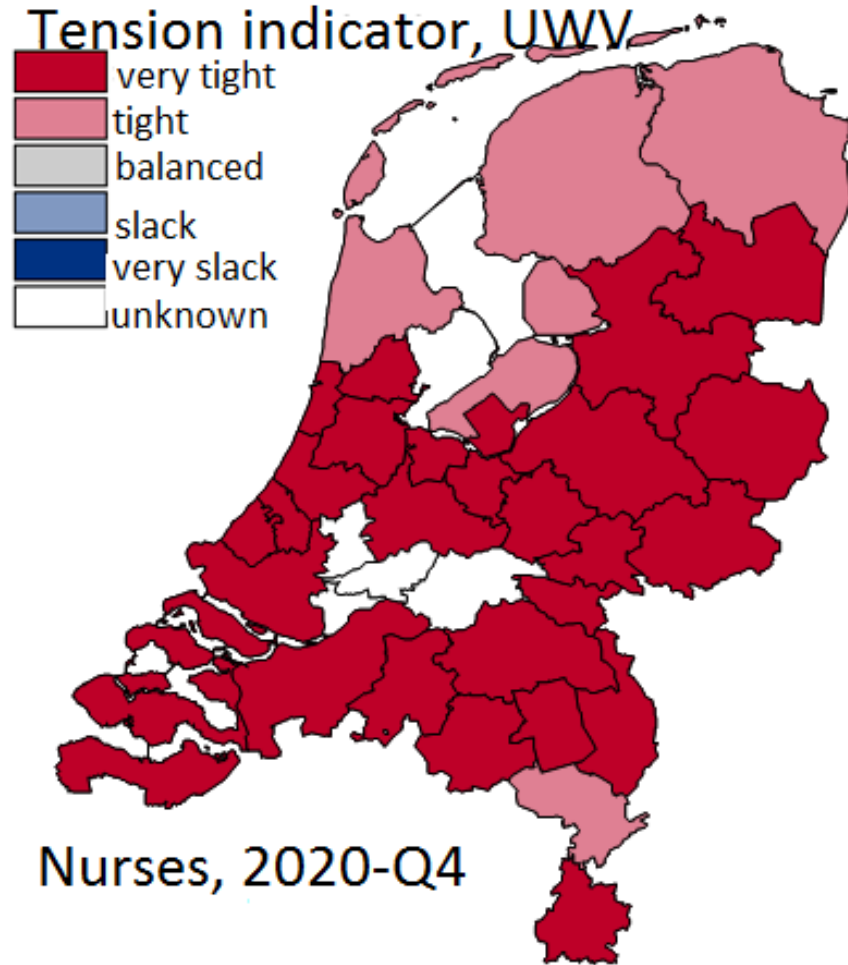 Tension indicator, UWV
very tight
tight
balanced
slack
very slack
unknown
Nurses, 2020-Q4